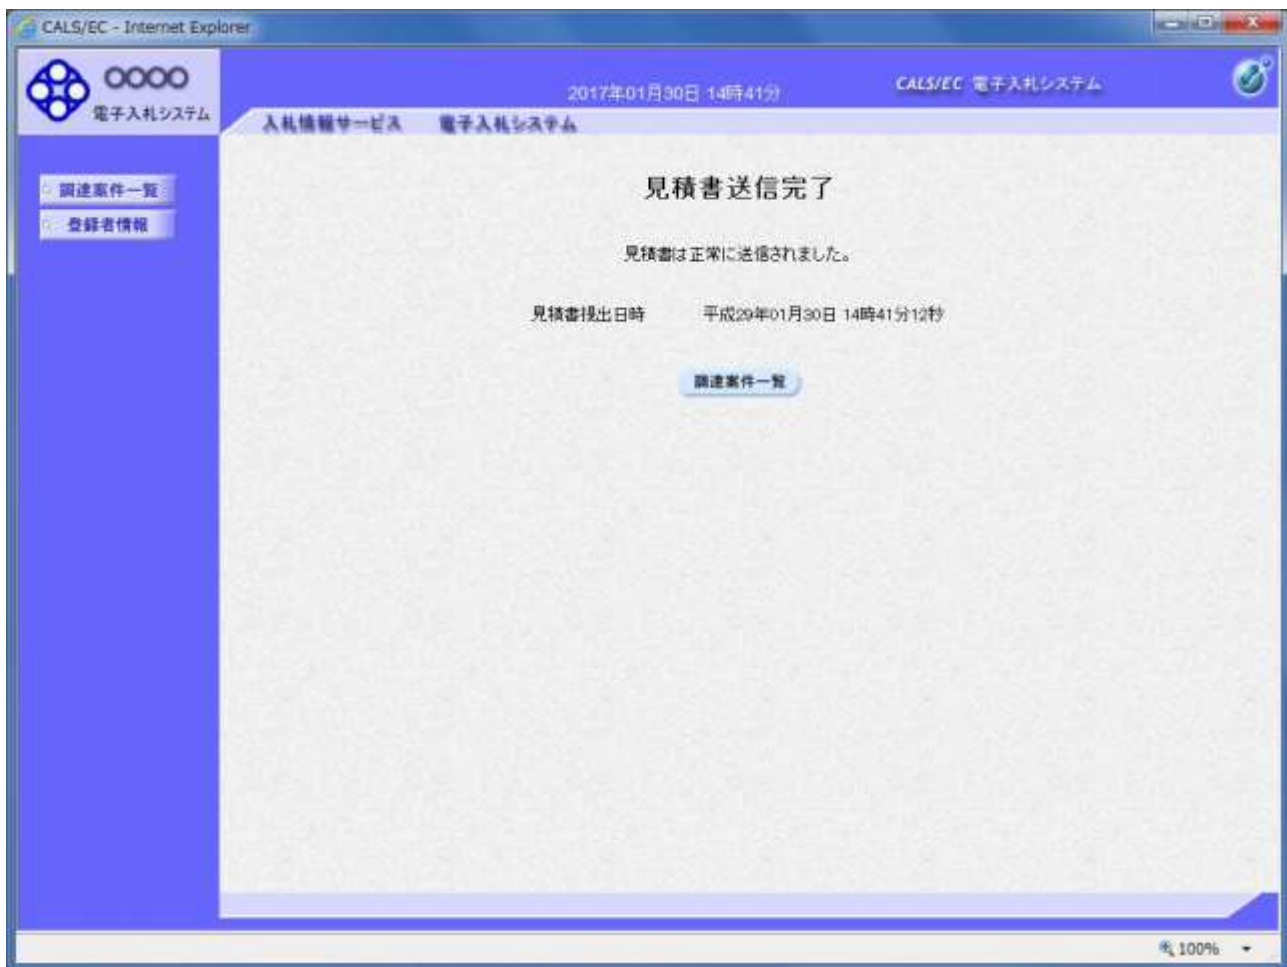 CALS/EC - Internet Explorer
○○○○
電子入札システム
2017年01月30日 14時41分
CALS/EC 電子入札システム
入札情報サービス 電子入札システム
調達案件一覧
登録者情報
見積書送信完了
見積書は正常に送信されました。
見積書提出日時 平成29年01月30日 14時41分12秒
調達案件一覧
100%